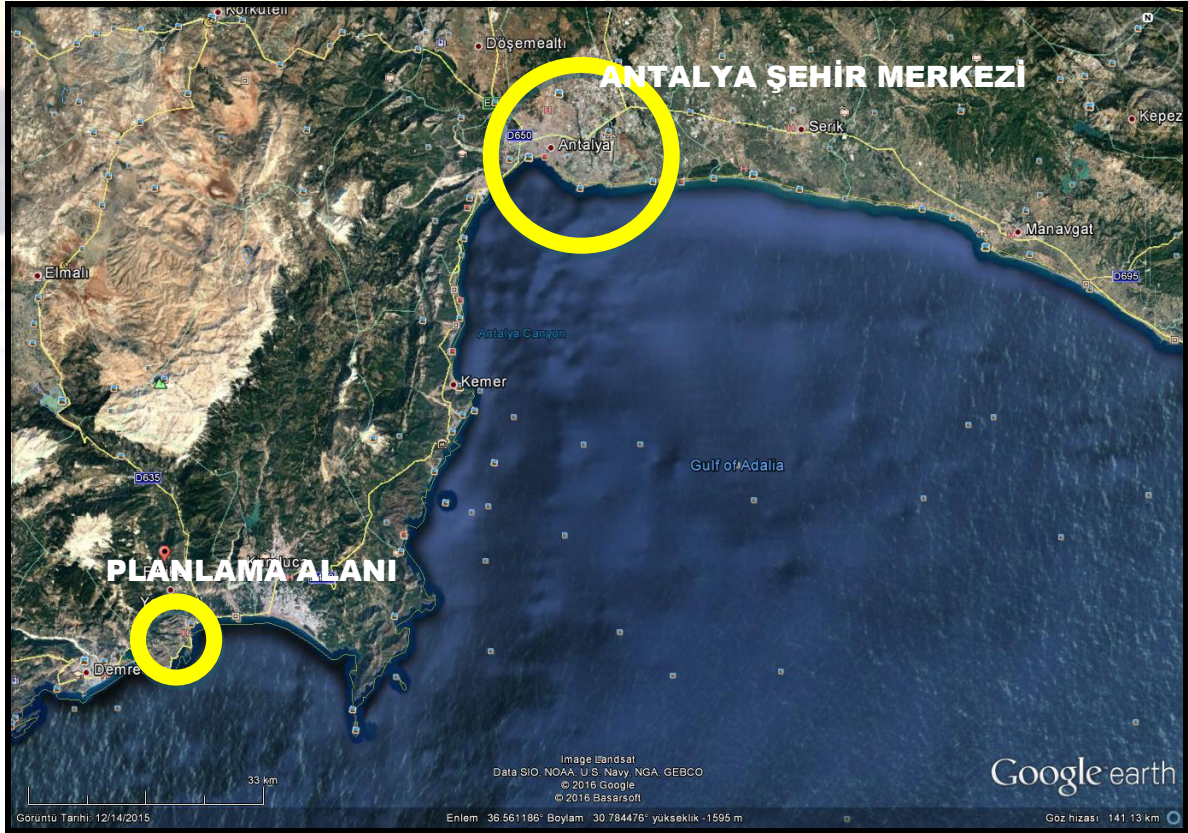 Korkuteli
Döşemealtı
ANTALYA ŞEHİR MERKEZİ
D650
Antalya
Serik
Kepez
Manavgat
D695
Elmalı
Antalya Canyon
Kemer
Gulf of Adalia
D635
PLANLAMA ALANI
Demre
33 km
Image Landsat
Data SIO, NOAA, U.S. Navy, NGA, GEBCO
© 2016 Google
© 2016 Basarsoft
Google earth
Görüntü Tarihi: 12/14/2015
Enlem 36.561186° Boylam 30.784476° yükseklik -1595 m
Göz hizası 141.13 km